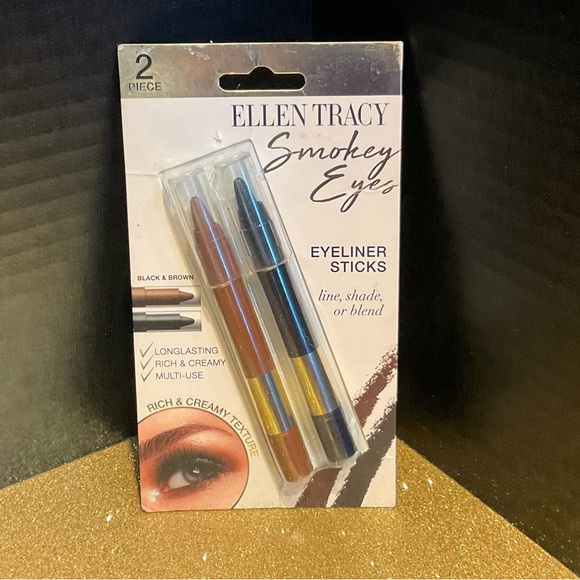 2
PIECE
ELLEN TRACY
Smokey
Eyes
EYELINER
STICKS
line, shade,
or blend
BLACK & BROWN
LONGLASTING
RICH & CREAMY
MULTI-USE
RICH & CREAMY TEXTURE